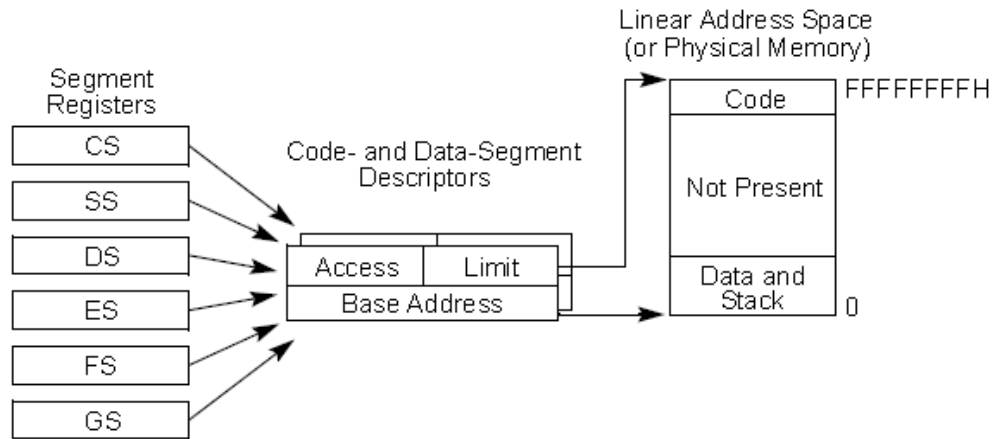 Linear Address Space
(or Physical Memory)
Segment
Registers
CS
SS
DS
ES
FS
GS
Code- and Data-Segment
Descriptors
Access
Limit
Base Address
Code
FFFFFFFFH
Not Present
Data and
Stack
0